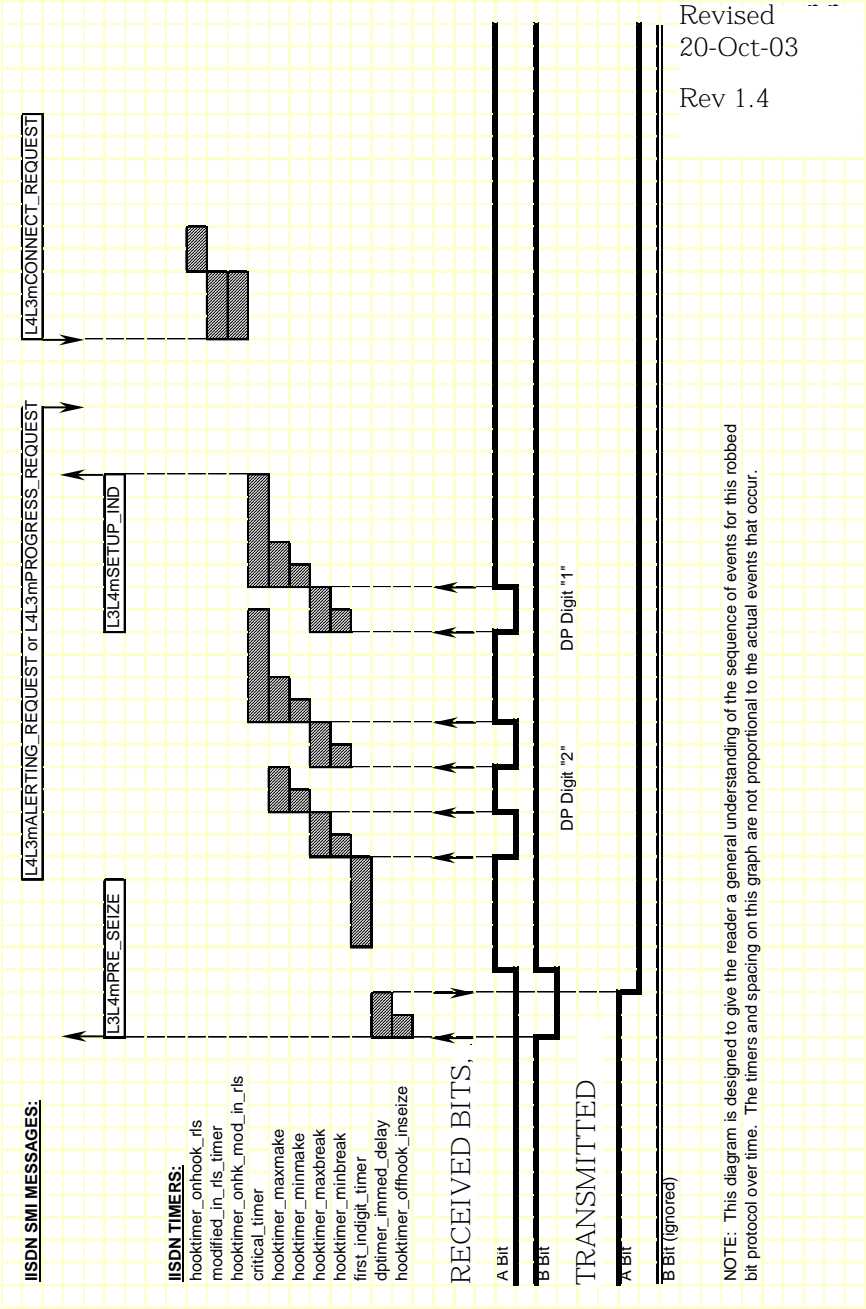 Revised
20-Oct-03
Rev 1.4
IISDN SMI MESSAGES:
L4L3mALERTING_REQUEST or L4L3mPROGRESS_REQUEST
L4L3mCONNECT_REQUEST
L3L4mPRE_SEIZE
L3L4mSETUP_IND
IISDN TIMERS:
hooktimer_onhook_rls
modified_in_rls_timer
hooktimer_onhk_mod_in_rls
critical_timer
hooktimer_maxmake
hooktimer_minmake
hooktimer_maxbreak
hooktimer_minbreak
first_indigit_timer
dptimer_immed_delay
hooktimer_offhook_inseize
RECEIVED BITS,
A Bit
B Bit
DP Digit "2"
DP Digit "1"
TRANSMITTED
A Bit
B Bit (ignored)
NOTE: This diagram is designed to give the reader a general understanding of the sequence of events for this robbed
bit protocol over time. The timers and spacing on this graph are not proportional to the actual events that occur.